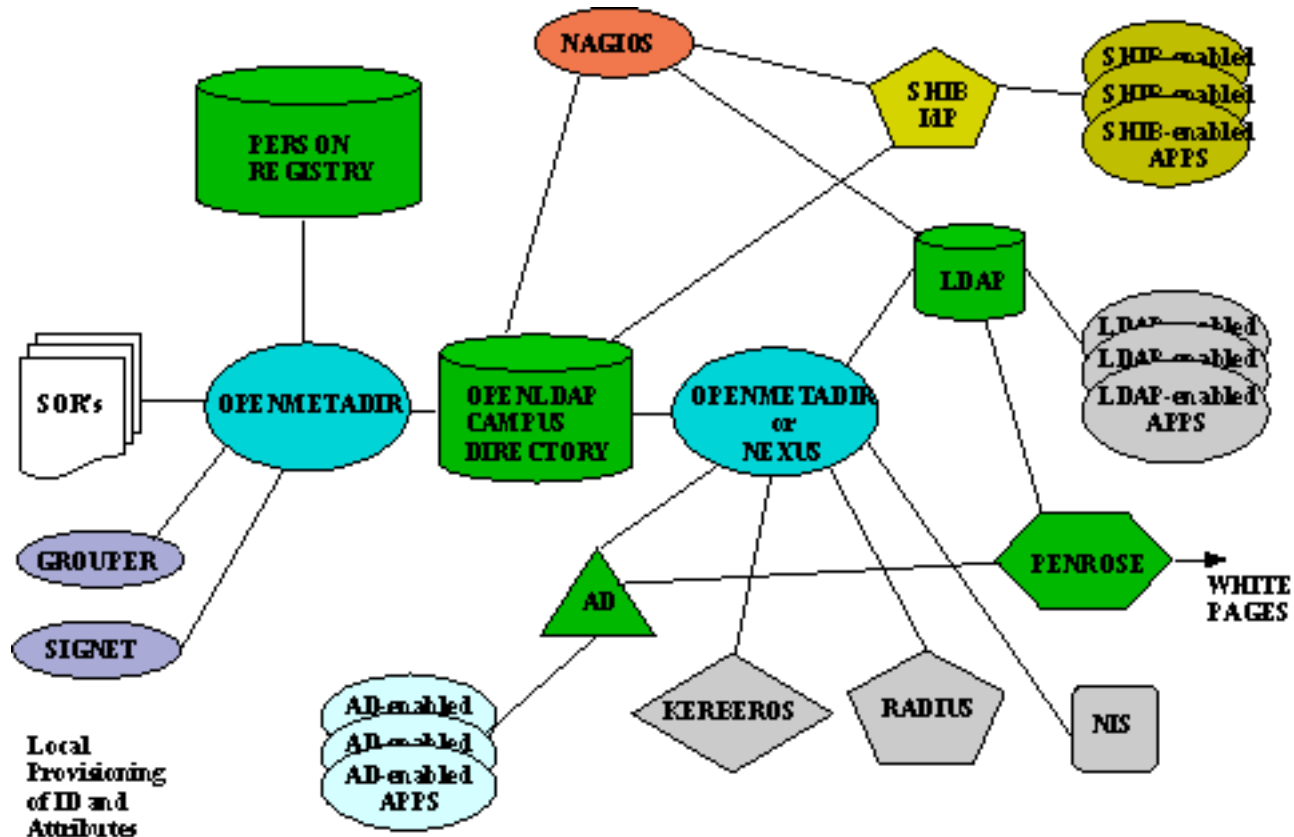 NAGIOS
SHIB
IdP
SHIB-enabled
SHIB-enabled
SHIB-enabled
APPS
PERSON
REGISTRY
LDAP
LDAP-enabled
LDAP-enabled
LDAP-enabled
APPS
SOR's
OPENMETADIR
OPENLDAP
CAMPUS
DIRECTORY
OPENMETADIR
or
NEXUS
GROUPER
SIGNET
AD
PENROSE
WHITE
PAGES
AD-enabled
AD-enabled
AD-enabled
APPS
KERBEROS
RADIUS
NIS
Local
Provisioning
of ID and
Attributes